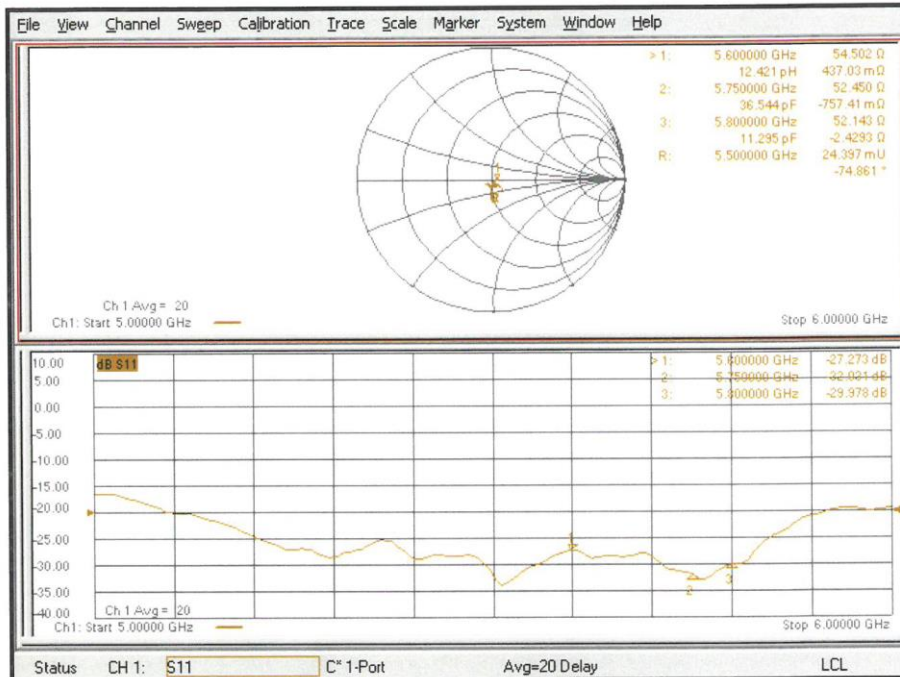 File View Channel Sweep Calibration Trace Scale Marker System Window Help
> 1: 5.600000 GHz 54.502 Ω
12.421 pH 437.03 mΩ
2: 5.750000 GHz 52.450 Ω
36.544 pF -757.41 mΩ
3: 5.800000 GHz 52.143 Ω
11.295 pF -2.4293 Ω
R: 5.500000 GHz 24.397 mU
-74.861 °
Ch 1 Avg = 20
Ch1: Start 5.00000 GHz
Stop 6.00000 GHz
dB S11
> 1: 5.600000 GHz -27.273 dB
2: 5.750000 GHz
3: 5.800000 GHz -29.978 dB
10.00
5.00
0.00
-5.00
-10.00
-15.00
-20.00
-25.00
-30.00
-35.00
-40.00
1
2
3
Ch 1 Avg = 20
Ch1: Start 5.00000 GHz
Stop 6.00000 GHz
Status CH 1: S11 C* 1-Port Avg=20 Delay LCL